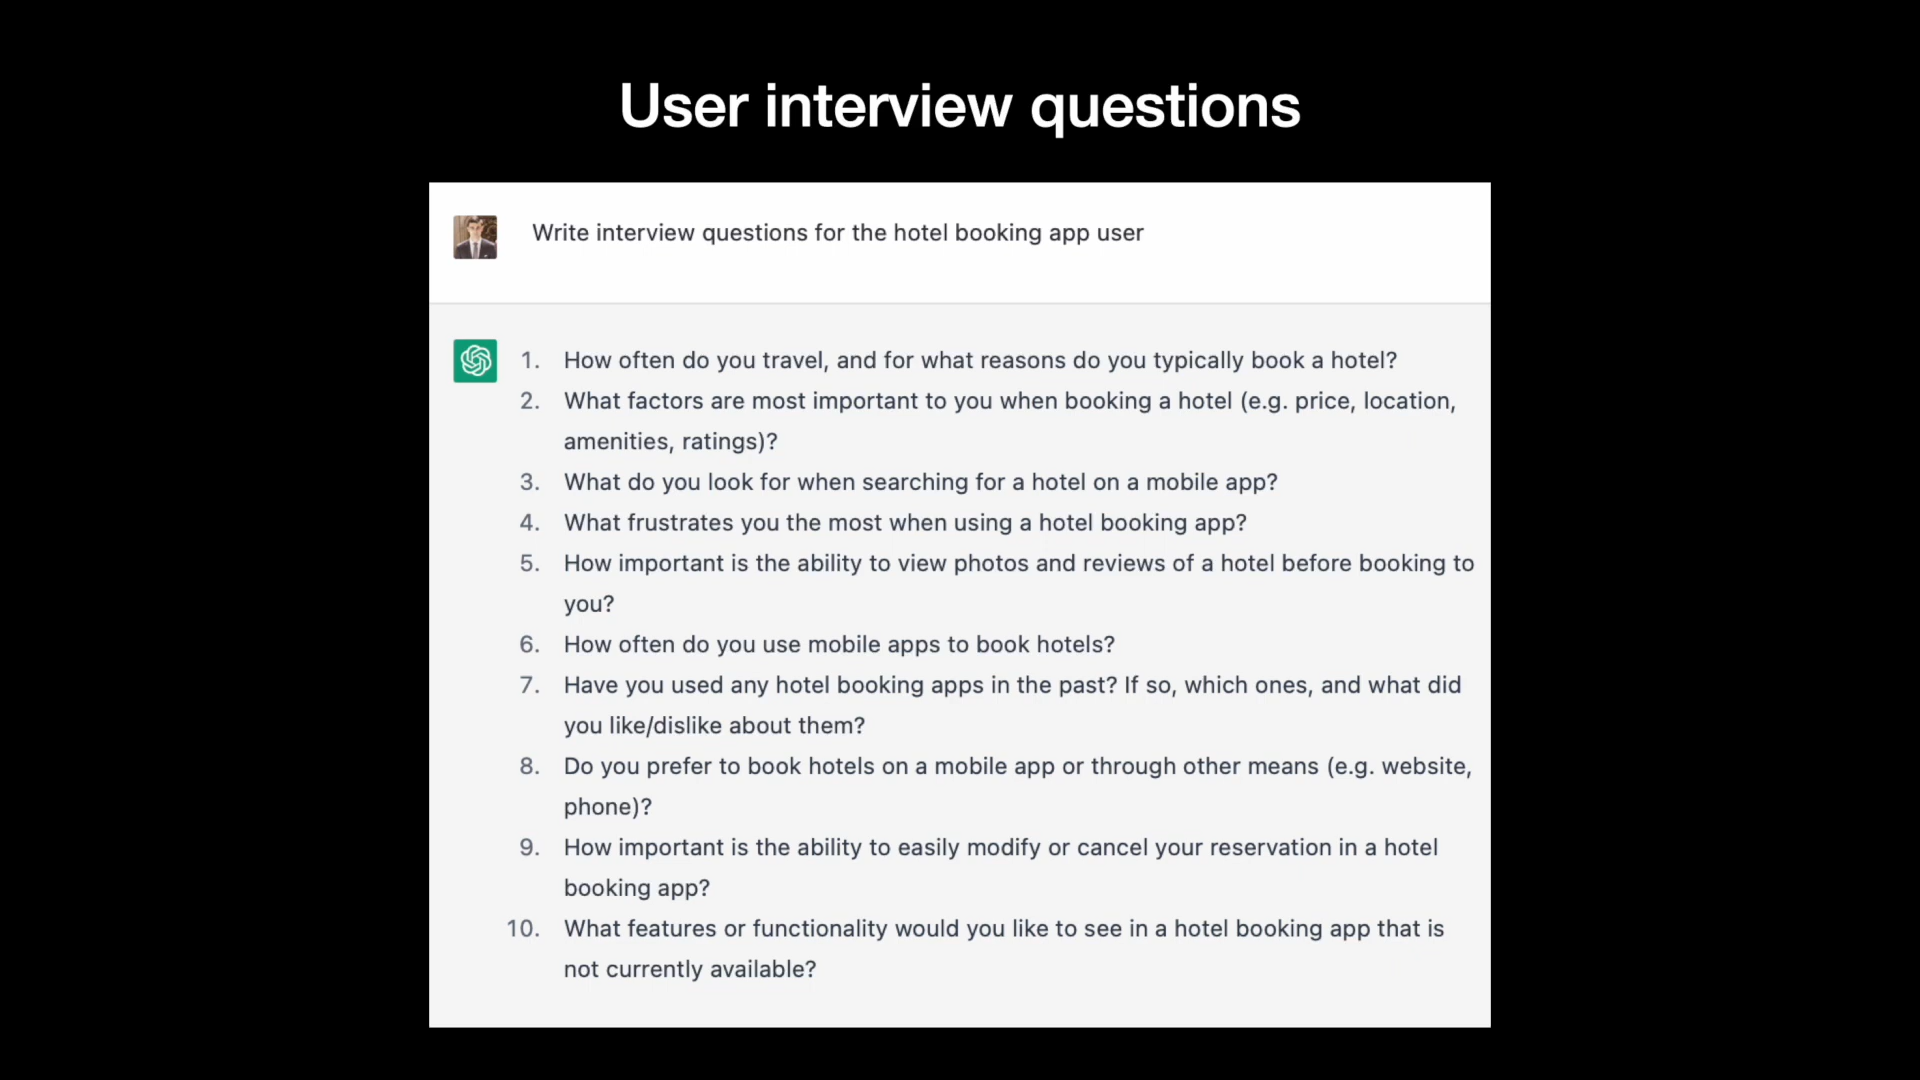 User interview questions
Write interview questions for the hotel booking app user
1. How often do you travel, and for what reasons do you typically book a hotel?
2. What factors are most important to you when booking a hotel (e.g. price, location,
amenities, ratings)?
3. What do you look for when searching for a hotel on a mobile app?
4. What frustrates you the most when using a hotel booking app?
5. How important is the ability to view photos and reviews of a hotel before booking to
you?
6. How often do you use mobile apps to book hotels?
7. Have you used any hotel booking apps in the past? If so, which ones, and what did
you like/dislike about them?
8. Do you prefer to book hotels on a mobile app or through other means (e.g. website,
phone)?
9. How important is the ability to easily modify or cancel your reservation in a hotel
booking app?
10. What features or functionality would you like to see in a hotel booking app that is
not currently available?